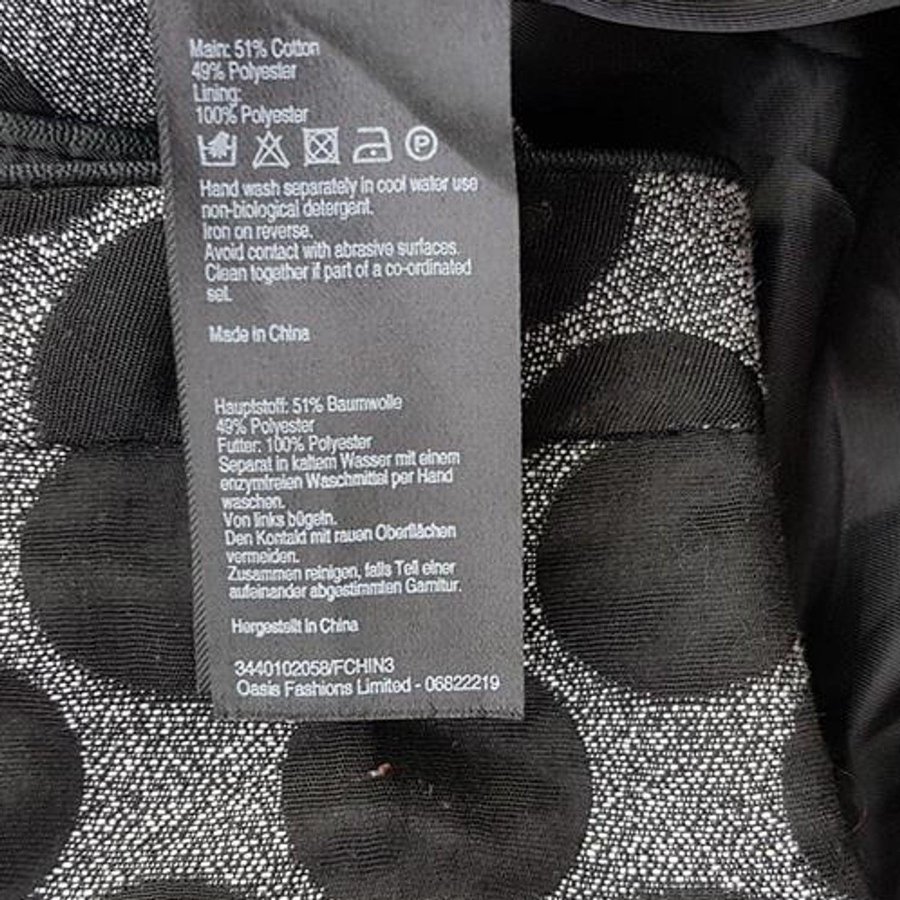 Main: 51% Cotton
49% Polyester
Lining:
100% Polyester
P
Hand wash separately in cool water use
non-biological detergent.
Iron on reverse.
Avoid contact with abrasive surfaces.
Clean together if part of a co-ordinated
set.
Made in China
Hauptstoff: 51% Baumwolle
49% Polyester
Futter: 100% Polyester
Separat in kaltem Wasser mit einem
enzymfreien Waschmittel per Hand
waschen.
Von links bügeln.
Den Kontakt mit rauen Oberflächen
vermeiden.
Zusammen reinigen, falls Teil einer
aufeinander abgestimmten Garnitur.
Hergestellt in China
3440102058/FCHIN3
Oasis Fashions Limited - 06822219